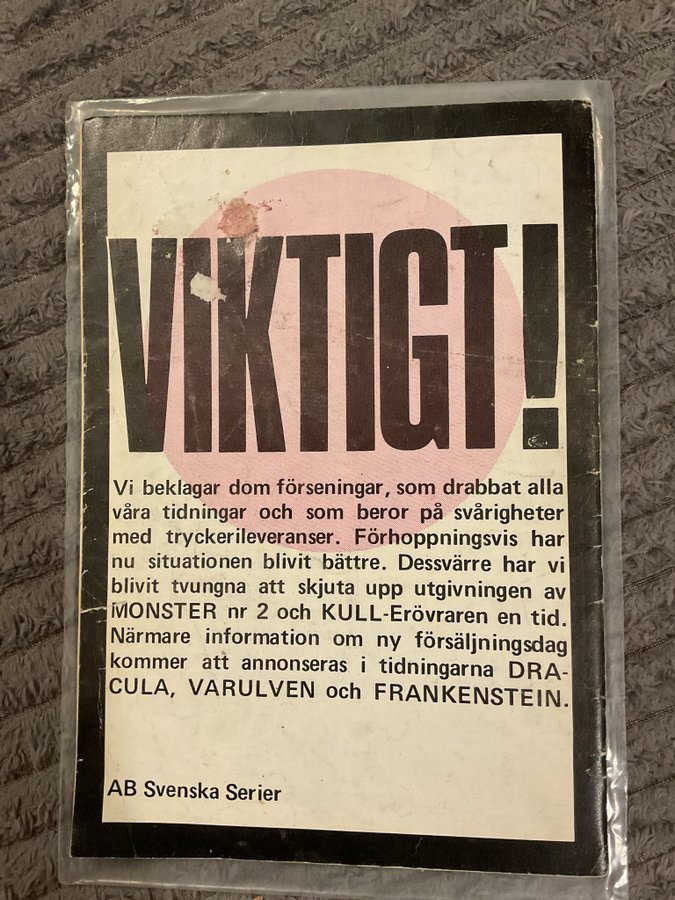 VIKTIGT!
Vi beklagar dom förseningar, som drabbat alla
våra tidningar och som beror på svårigheter
med tryckerileveranser. Förhoppningsvis har
nu situationen blivit bättre. Dessvärre har vi
blivit tvungna att skjuta upp utgivningen av
MONSTER nr 2 och KULL-Erövraren en tid.
Närmare information om ny försäljningsdag
kommer att annonseras i tidningarna DRA-
CULA, VARULVEN och FRANKENSTEIN.
AB Svenska Serier